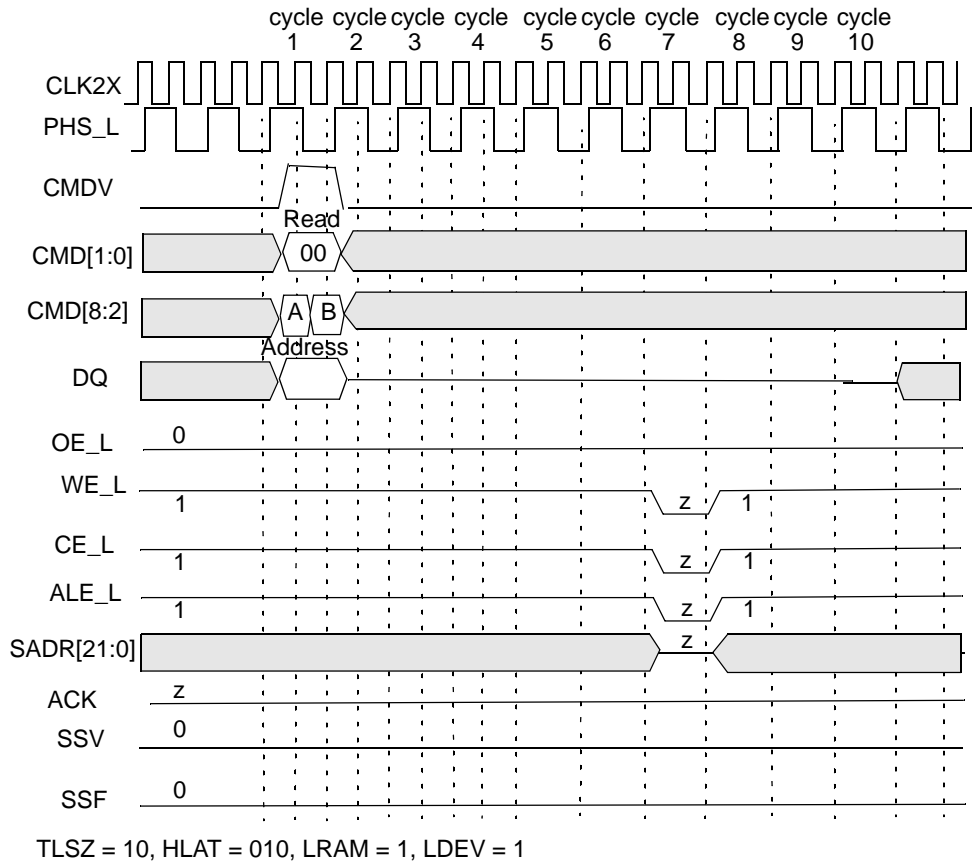 cycle cycle cycle cycle cycle cycle cycle cycle cycle cycle
1 2 3 4 5 6 7 8 9 10
CLK2X
PHS_L
CMDV
Read
CMD[1:0] 00
CMD[8:2] A B
Address
DQ
OE_L 0
WE_L 1 z 1
CE_L 1 z 1
ALE_L 1 z 1
SADR[21:0] z
ACK z
SSV 0
SSF 0
TLSZ = 10, HLAT = 010, LRAM = 1, LDEV = 1